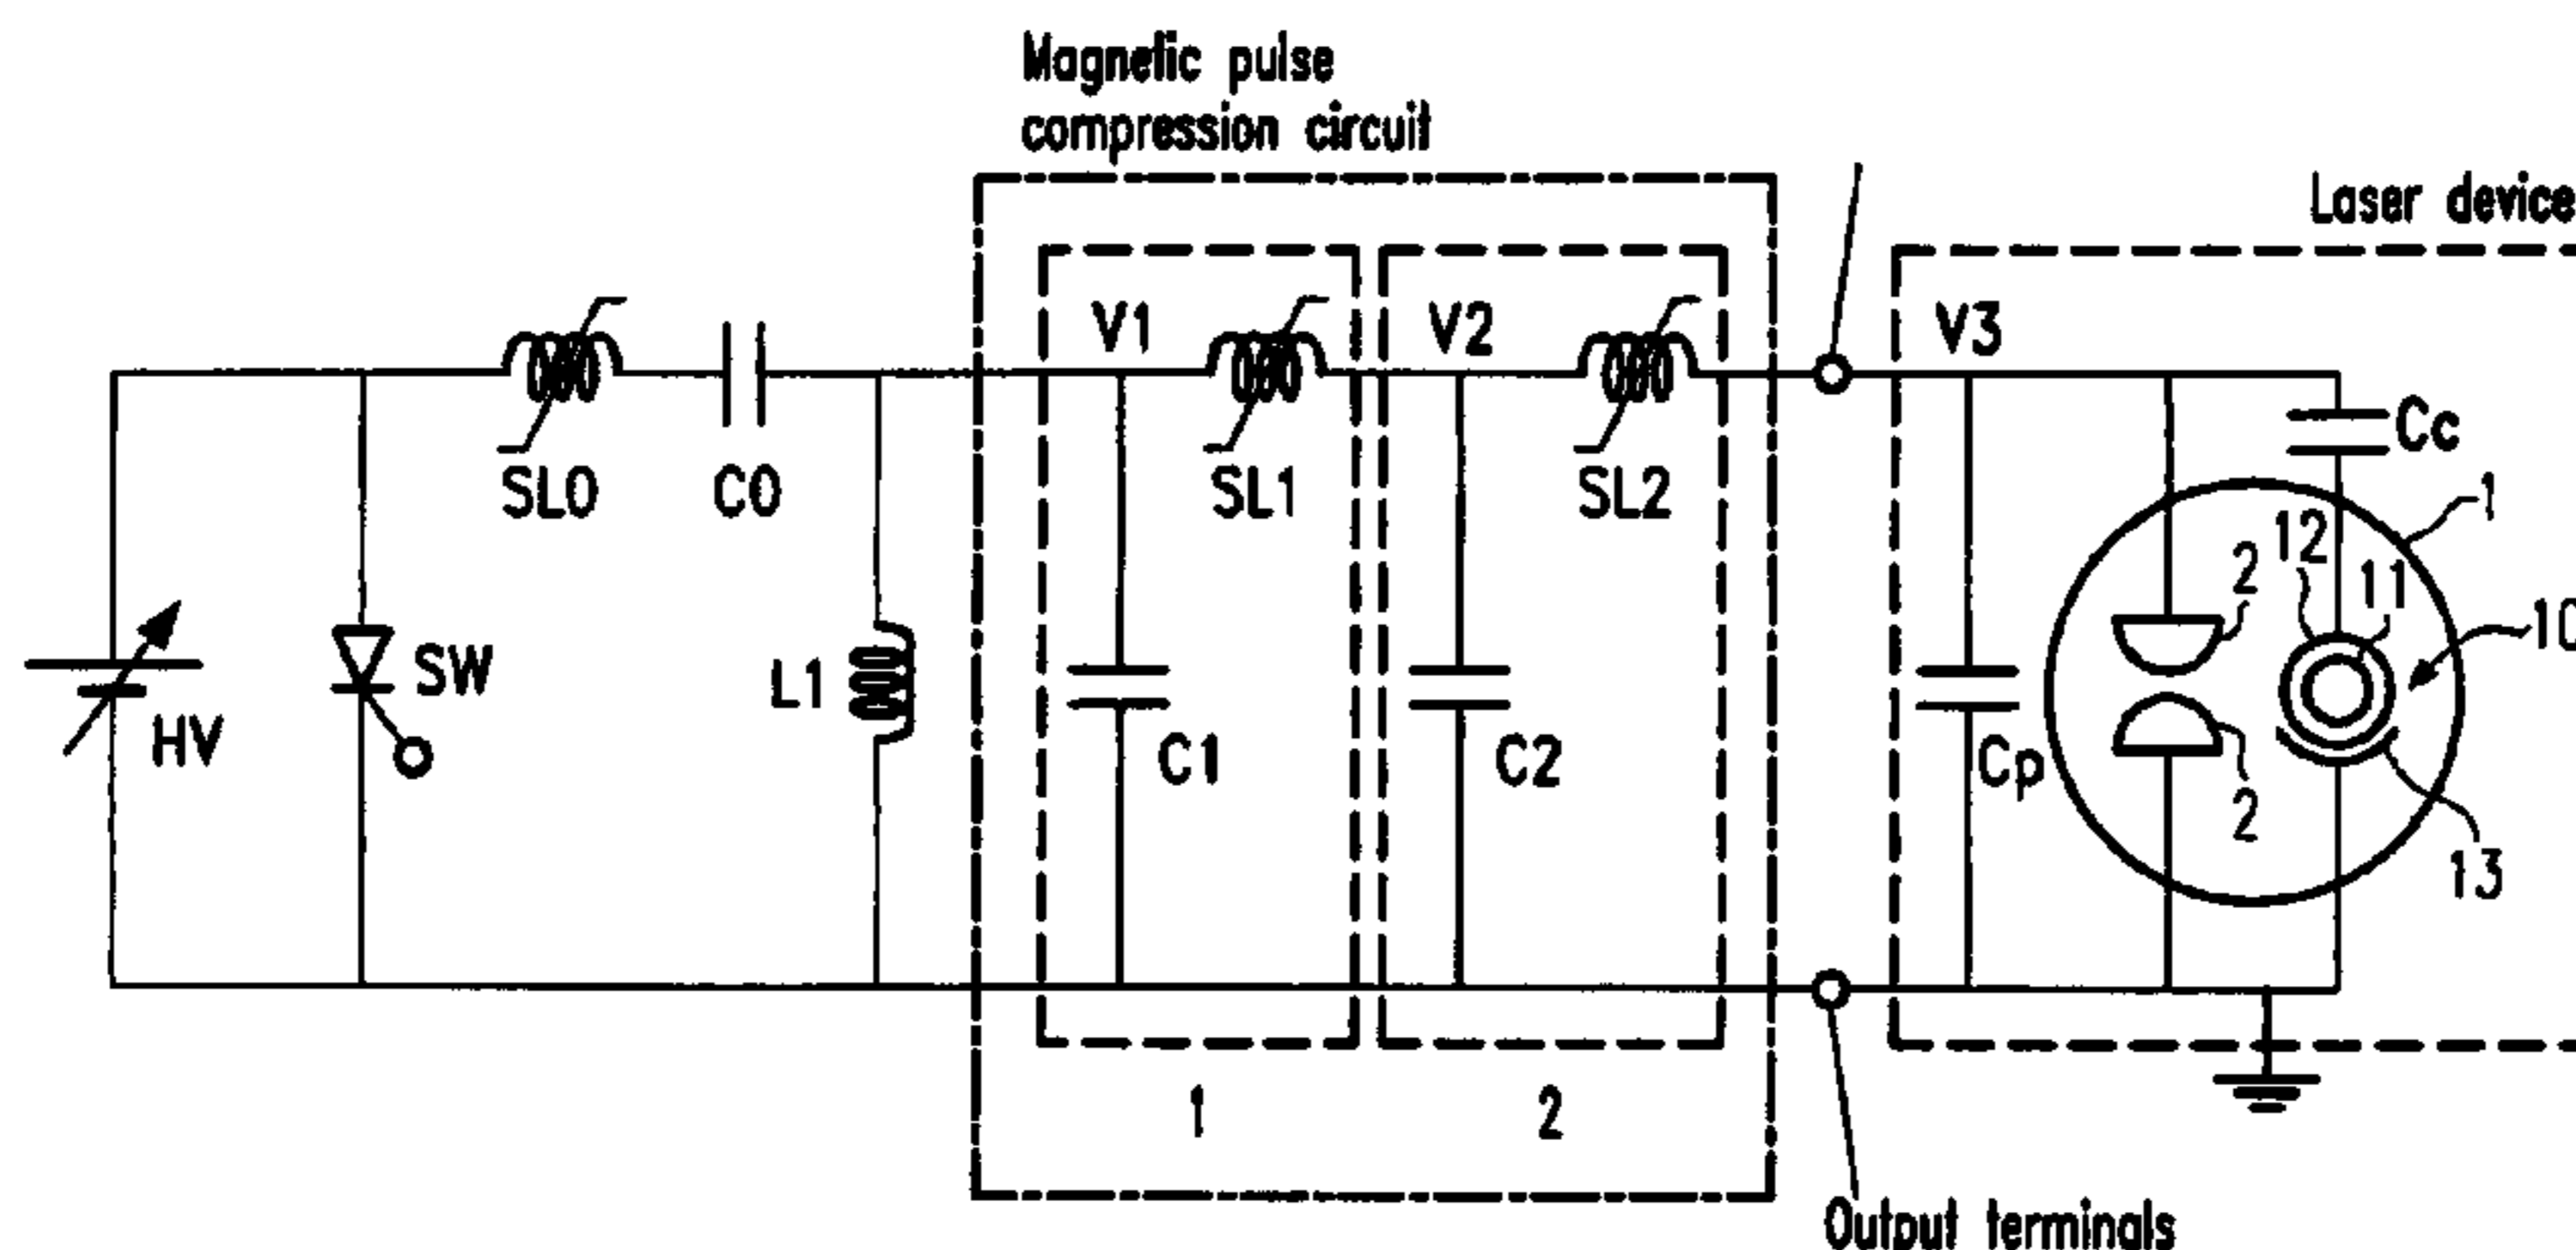 Magnetic pulse
compression circuit
Laser device
V1
V2
V3
SL0
C0
SL1
SL2
Cc
1
12
2
11
10
HV
SW
L1
C1
C2
Cp
2
13
1
2
Output terminals